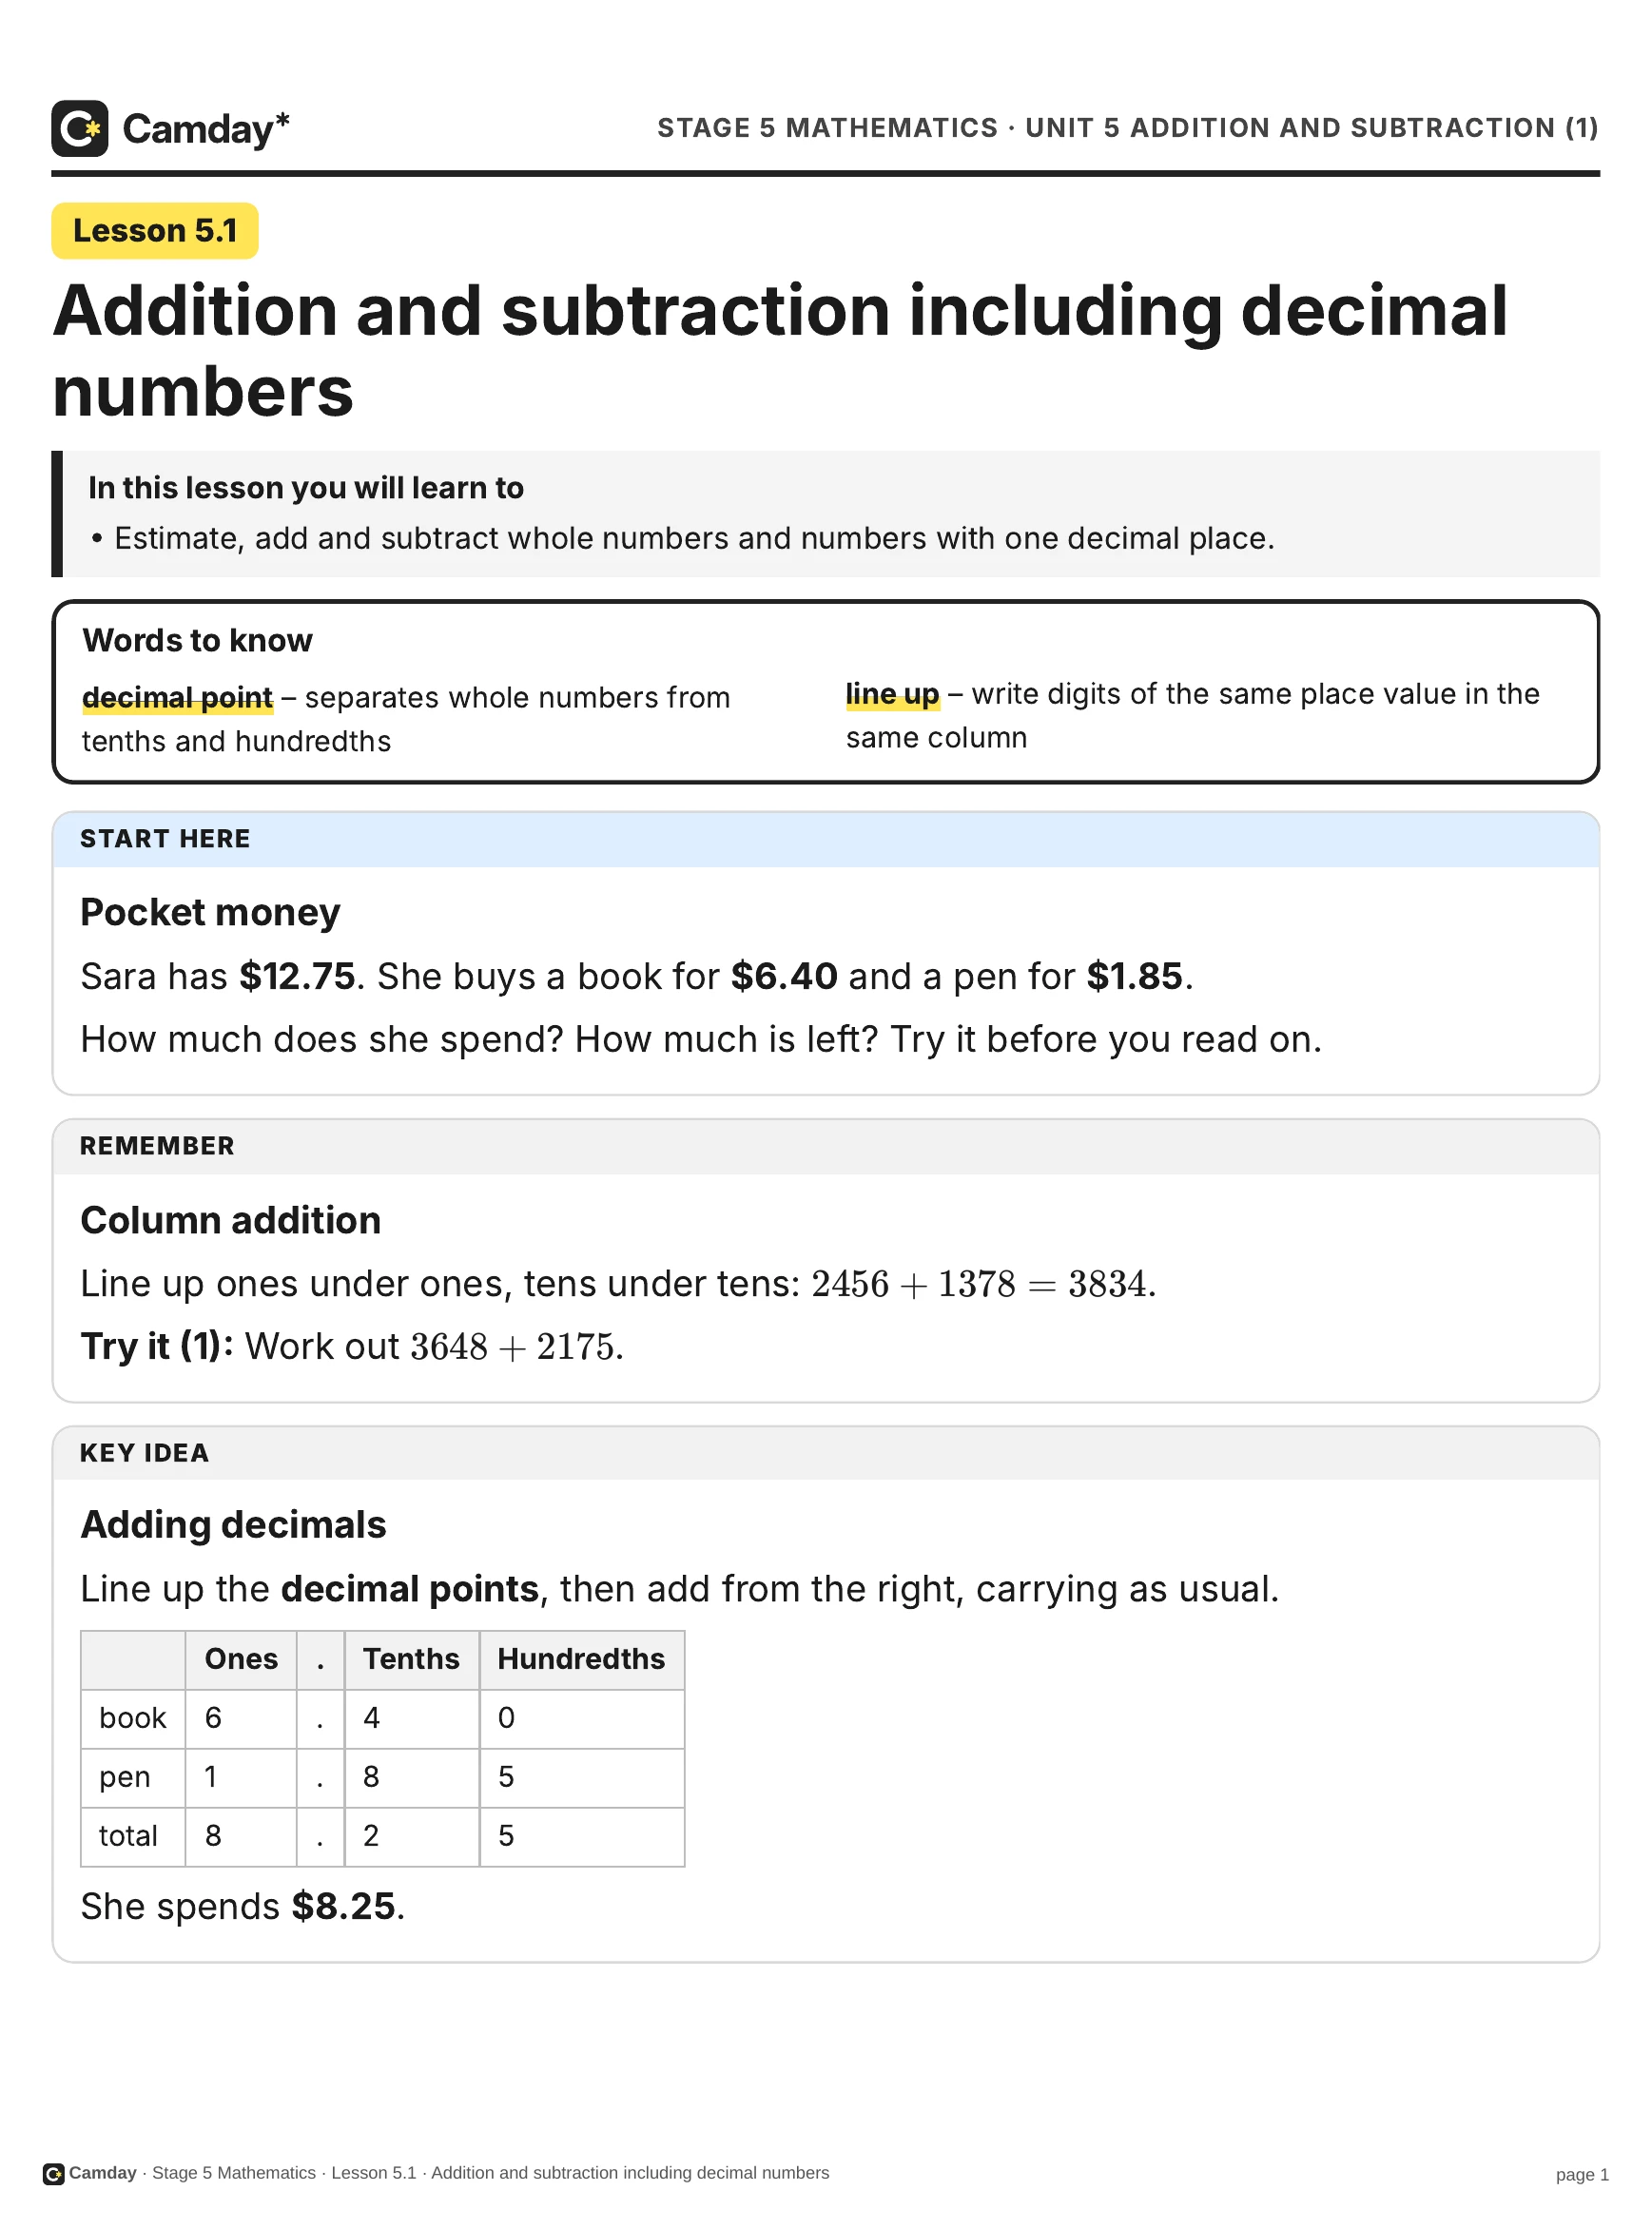 Camday*
STAGE 5 MATHEMATICS · UNIT 5 ADDITION AND SUBTRACTION (1)
Lesson 5.1
Addition and subtraction including decimal
numbers
In this lesson you will learn to
• Estimate, add and subtract whole numbers and numbers with one decimal place.
Words to know
decimal point – separates whole numbers from
tenths and hundredths
line up – write digits of the same place value in the
same column
START HERE
Pocket money
Sara has $12.75. She buys a book for $6.40 and a pen for $1.85.
How much does she spend? How much is left? Try it before you read on.
REMEMBER
Column addition
Line up ones under ones, tens under tens: 2456 + 1378 = 3834.
Try it (1): Work out 3648 + 2175.
KEY IDEA
Adding decimals
Line up the decimal points, then add from the right, carrying as usual.
Ones . Tenths Hundredths
book 6 . 4 0
pen 1 . 8 5
total 8 . 2 5
She spends $8.25.
Camday · Stage 5 Mathematics · Lesson 5.1 · Addition and subtraction including decimal numbers
page 1